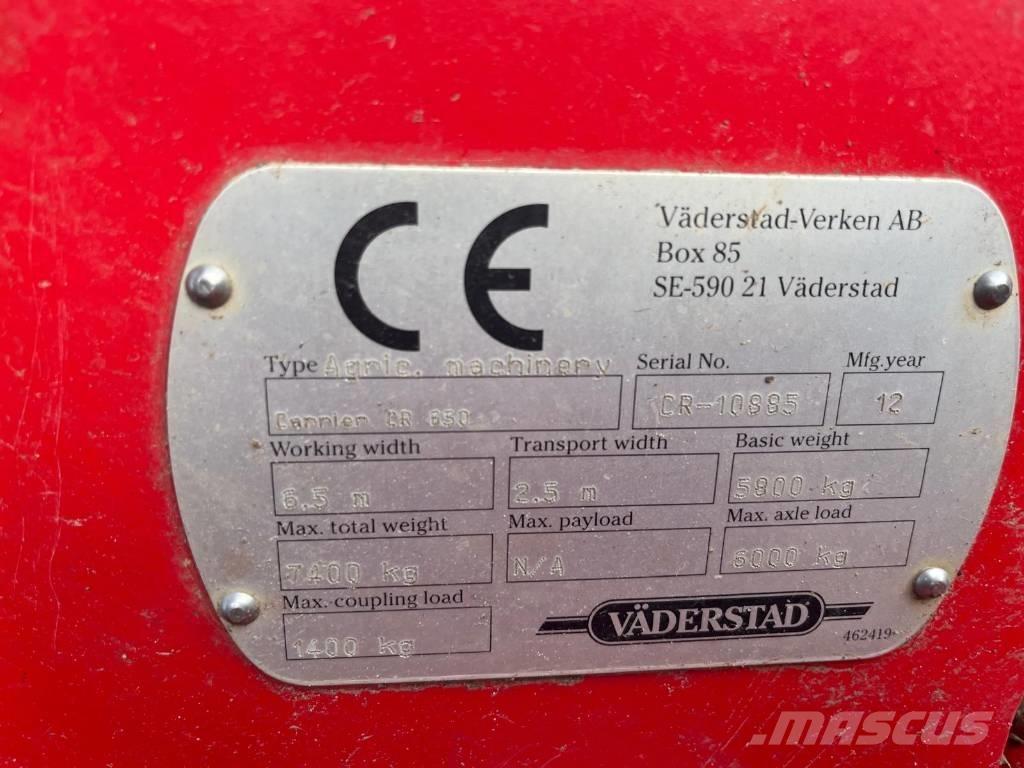 CE
Väderstad-Verken AB
Box 85
SE-590 21 Väderstad
Type Agric. machinery
Serial No.
Mfg.year
Carrier CR 650
CR-10885
12
Working width
Transport width
Basic weight
6.5 m
2.5 m
5800 kg
Max. total weight
Max. payload
Max. axle load
7400 kg
N/A
6000 kg
Max. coupling load
1400 kg
VÄDERSTAD
462419-
MASCUS